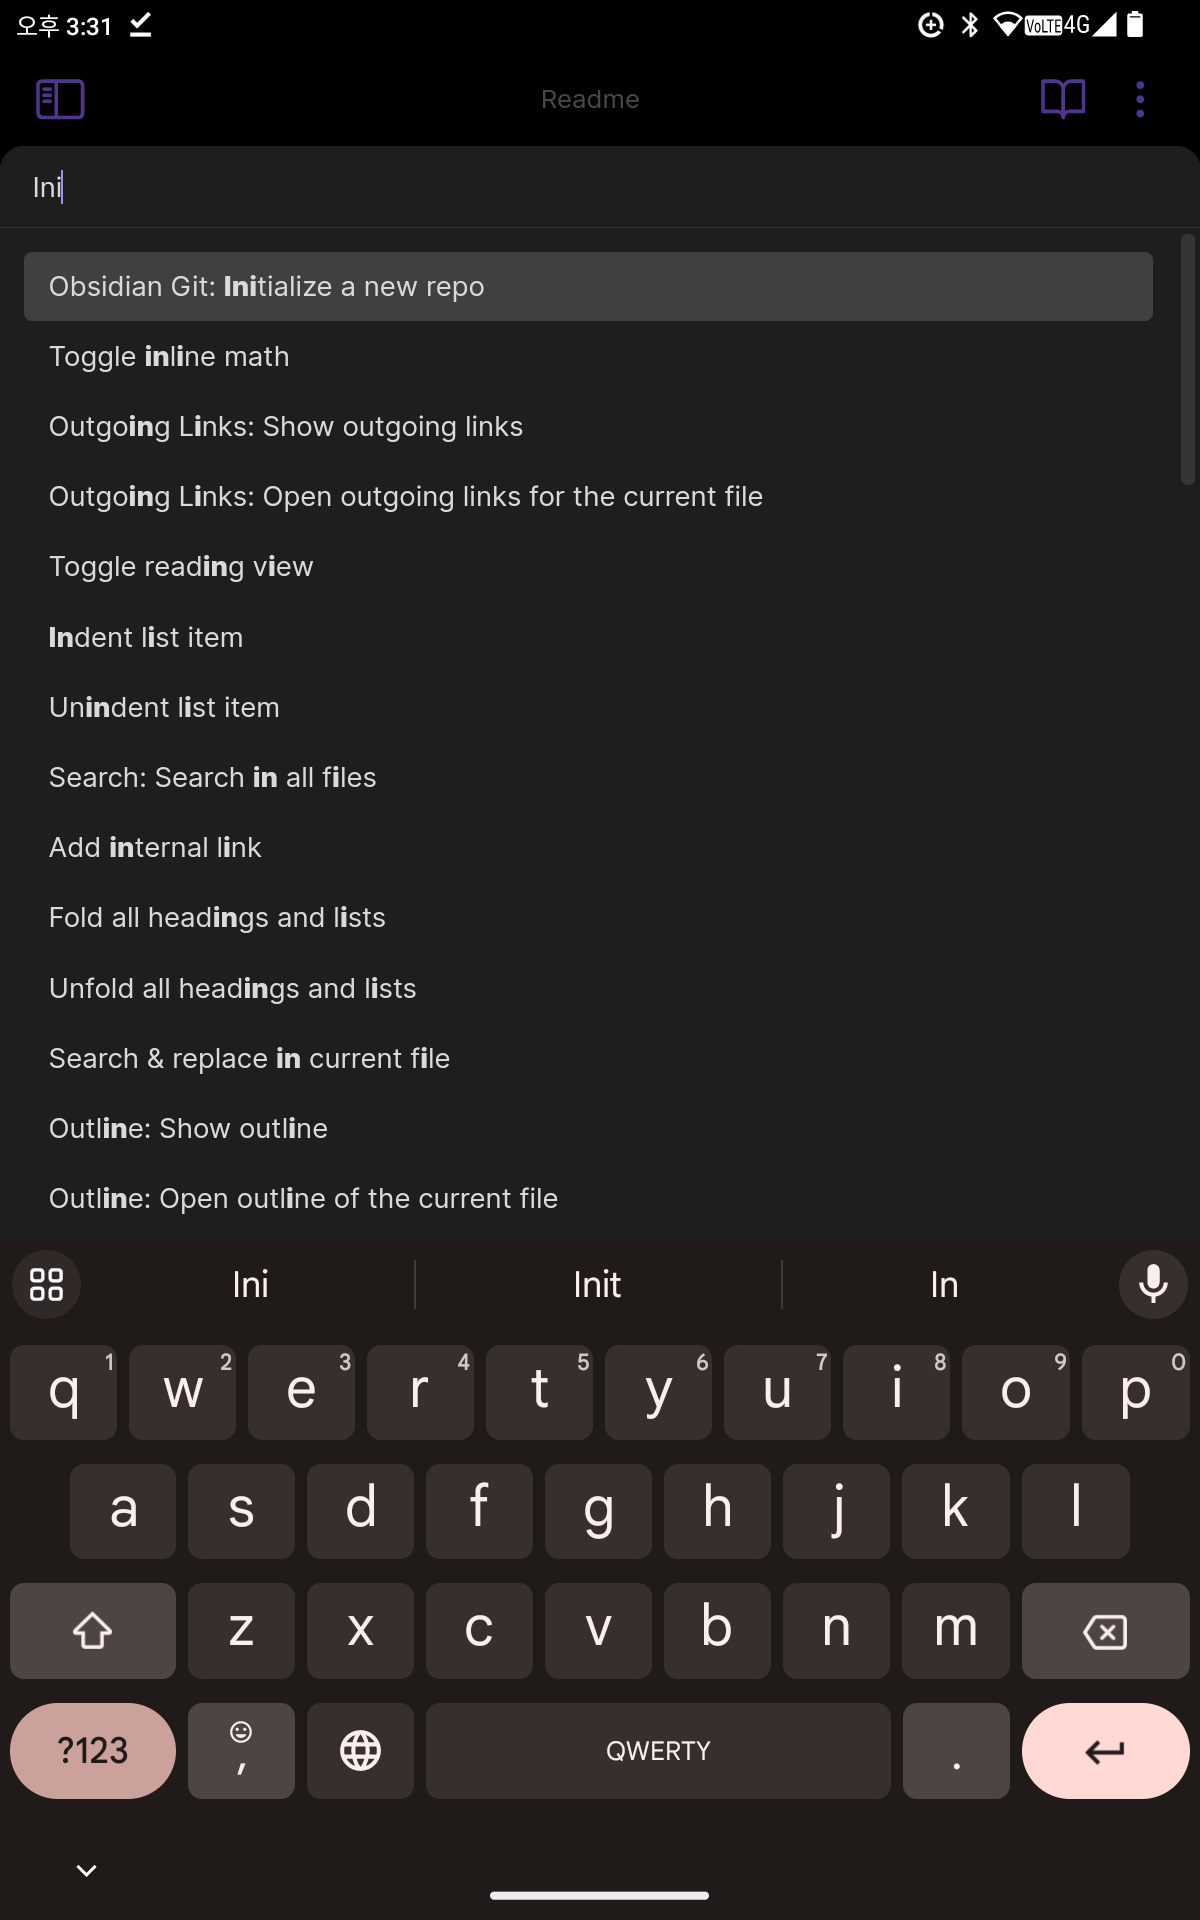 오후 3:31
VoLTE 4G
Readme
Ini
Obsidian Git: Initialize a new repo
Toggle inline math
Outgoing Links: Show outgoing links
Outgoing Links: Open outgoing links for the current file
Toggle reading view
Indent list item
Unindent list item
Search: Search in all files
Add internal link
Fold all headings and lists
Unfold all headings and lists
Search & replace in current file
Outline: Show outline
Outline: Open outline of the current file
Ini Init In
q 1 w 2 e 3 r 4 t 5 y 6 u 7 i 8 o 9 p 0
a s d f g h j k l
z x c v b n m
?123 , QWERTY .